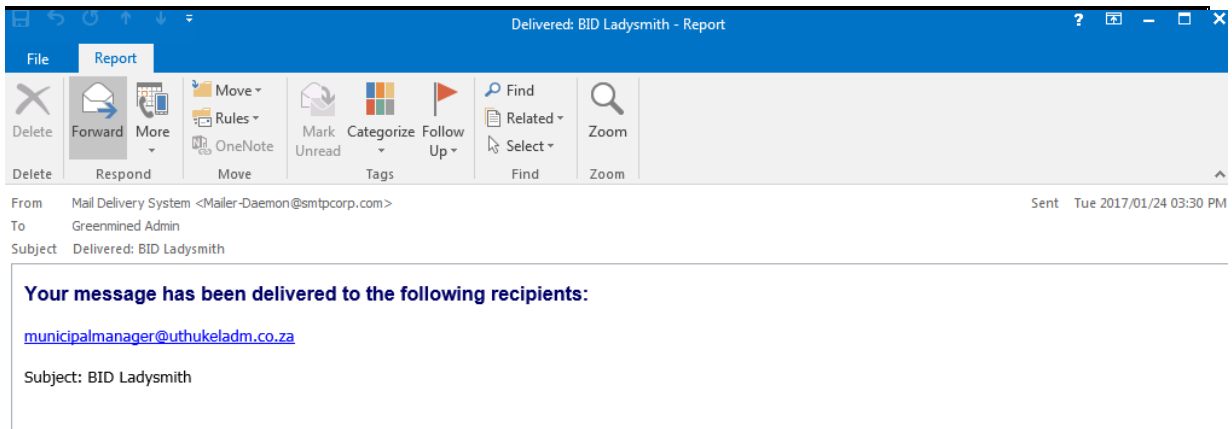 Delivered: BID Ladysmith - Report
File Report
Delete
Forward
More
Move
Rules
OneNote
Mark Unread
Categorize
Follow Up
Find
Related
Select
Zoom
Delete Respond Move Tags Find Zoom
From Mail Delivery System <Mailer-Daemon@smtpcorp.com> Sent Tue 2017/01/24 03:30 PM
To Greenmined Admin
Subject Delivered: BID Ladysmith
Your message has been delivered to the following recipients:
municipalmanager@uthukeladm.co.za
Subject: BID Ladysmith